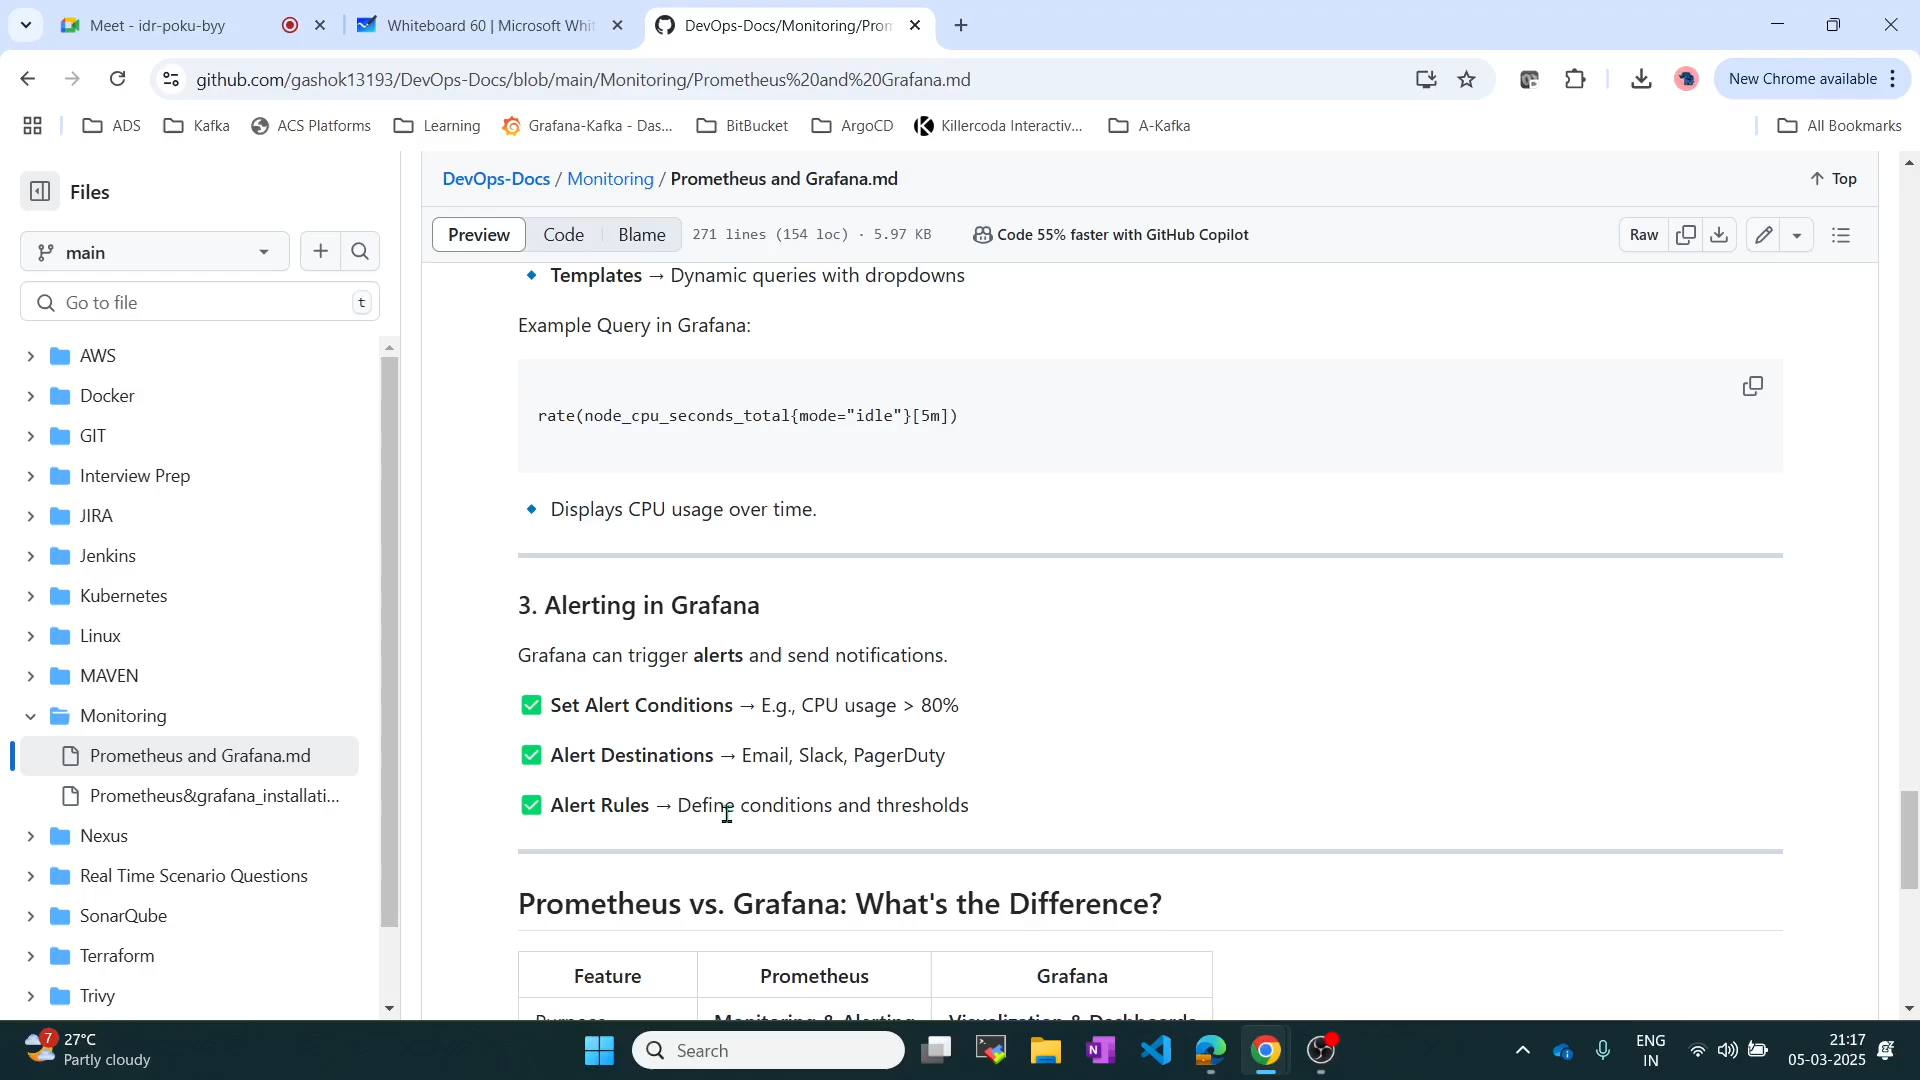 Meet - idr-poku-byy
Whiteboard 60 | Microsoft Whit
DevOps-Docs/Monitoring/Prom
github.com/gashok13193/DevOps-Docs/blob/main/Monitoring/Prometheus%20and%20Grafana.md
New Chrome available
ADS
Kafka
ACS Platforms
Learning
Grafana-Kafka - Das...
BitBucket
ArgoCD
Killercoda Interactiv...
A-Kafka
All Bookmarks
Files
main
Go to file
t
AWS
Docker
GIT
Interview Prep
JIRA
Jenkins
Kubernetes
Linux
MAVEN
Monitoring
Prometheus and Grafana.md
Prometheus&grafana_installati...
Nexus
Real Time Scenario Questions
SonarQube
Terraform
Trivy
DevOps-Docs / Monitoring / Prometheus and Grafana.md
Top
Preview Code Blame 271 lines (154 loc) · 5.97 KB Code 55% faster with GitHub Copilot
Raw
Templates → Dynamic queries with dropdowns
Example Query in Grafana:
rate(node_cpu_seconds_total{mode="idle"}[5m])
Displays CPU usage over time.
3. Alerting in Grafana
Grafana can trigger alerts and send notifications.
Set Alert Conditions → E.g., CPU usage > 80%
Alert Destinations → Email, Slack, PagerDuty
Alert Rules → Define conditions and thresholds
Prometheus vs. Grafana: What's the Difference?
Feature Prometheus Grafana
Purpose Monitoring & Alerting Visualization & Dashboards
7
27°C
Partly cloudy
Search
ENG
IN
21:17
05-03-2025